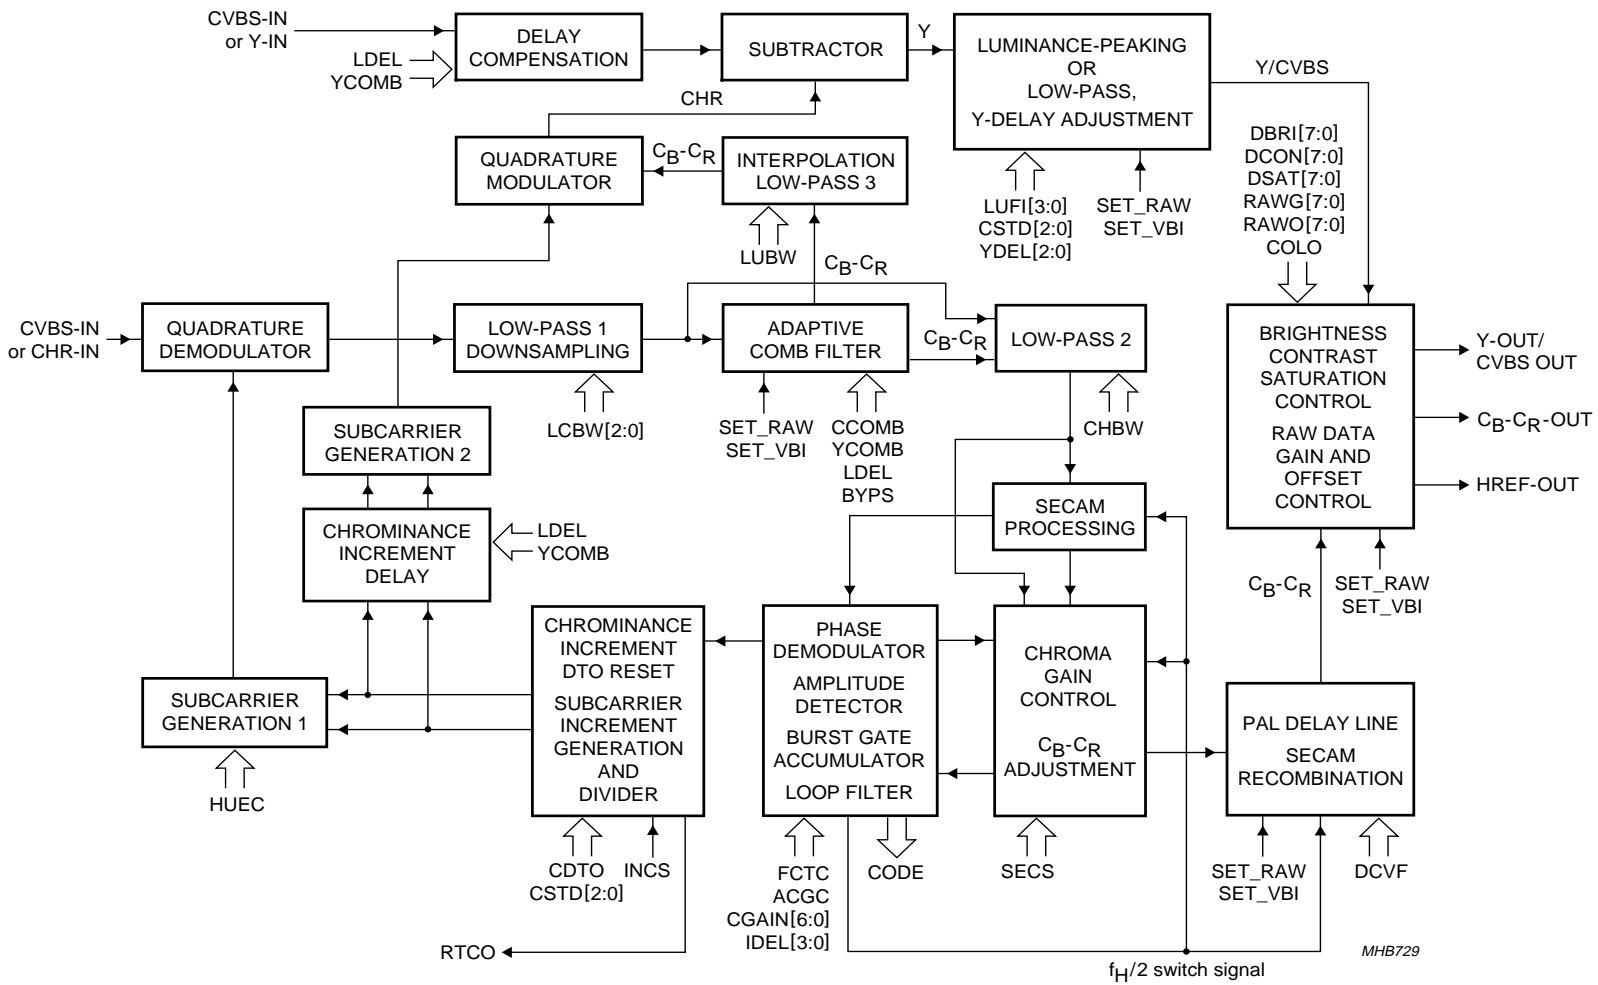 CVBS-IN
or Y-IN
LDEL
YCOMB
DELAY
COMPENSATION
SUBTRACTOR
Y
LUMINANCE-PEAKING
OR
LOW-PASS,
Y-DELAY ADJUSTMENT
Y/CVBS
CHR
QUADRATURE
MODULATOR
CB-CR
INTERPOLATION
LOW-PASS 3
LUBW
LUFI[3:0]
CSTD[2:0]
YDEL[2:0]
SET_RAW
SET_VBI
DBRI[7:0]
DCON[7:0]
DSAT[7:0]
RAWG[7:0]
RAWO[7:0]
COLO
CB-CR
CVBS-IN
or CHR-IN
QUADRATURE
DEMODULATOR
LOW-PASS 1
DOWNSAMPLING
ADAPTIVE
COMB FILTER
CB-CR
LOW-PASS 2
BRIGHTNESS
CONTRAST
SATURATION
CONTROL
RAW DATA
GAIN AND
OFFSET
CONTROL
Y-OUT/
CVBS OUT
CB-CR-OUT
HREF-OUT
LCBW[2:0]
SET_RAW
SET_VBI
CCOMB
YCOMB
LDEL
BYPS
CHBW
SUBCARRIER
GENERATION 2
CHROMINANCE
INCREMENT
DELAY
LDEL
YCOMB
SECAM
PROCESSING
CB-CR
SET_RAW
SET_VBI
SUBCARRIER
GENERATION 1
HUEC
CHROMINANCE
INCREMENT
DTO RESET
SUBCARRIER
INCREMENT
GENERATION
AND
DIVIDER
PHASE
DEMODULATOR
AMPLITUDE
DETECTOR
BURST GATE
ACCUMULATOR
LOOP FILTER
CHROMA
GAIN
CONTROL
CB-CR
ADJUSTMENT
PAL DELAY LINE
SECAM
RECOMBINATION
CDTO
CSTD[2:0]
INCS
FCTC
ACGC
CGAIN[6:0]
IDEL[3:0]
CODE
SECS
SET_RAW
SET_VBI
DCVF
RTCO
fH/2 switch signal
MHB729